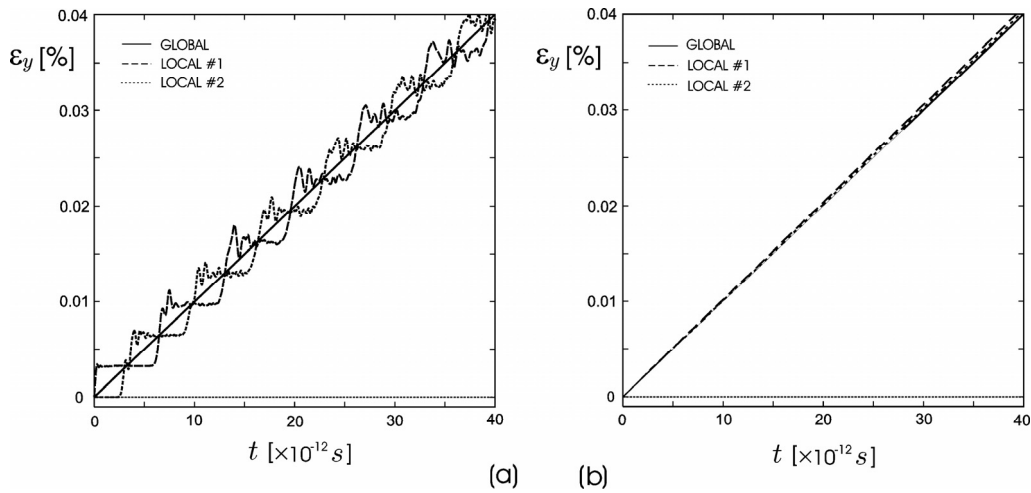 0.04
ε_y [%]
GLOBAL
LOCAL #1
LOCAL #2
0.03
0.02
0.01
0
0 10 20 30 40
t [×10⁻¹² s]
(a)
0.04
ε_y [%]
GLOBAL
LOCAL #1
LOCAL #2
0.03
0.02
0.01
0
0 10 20 30 40
t [×10⁻¹² s]
(b)